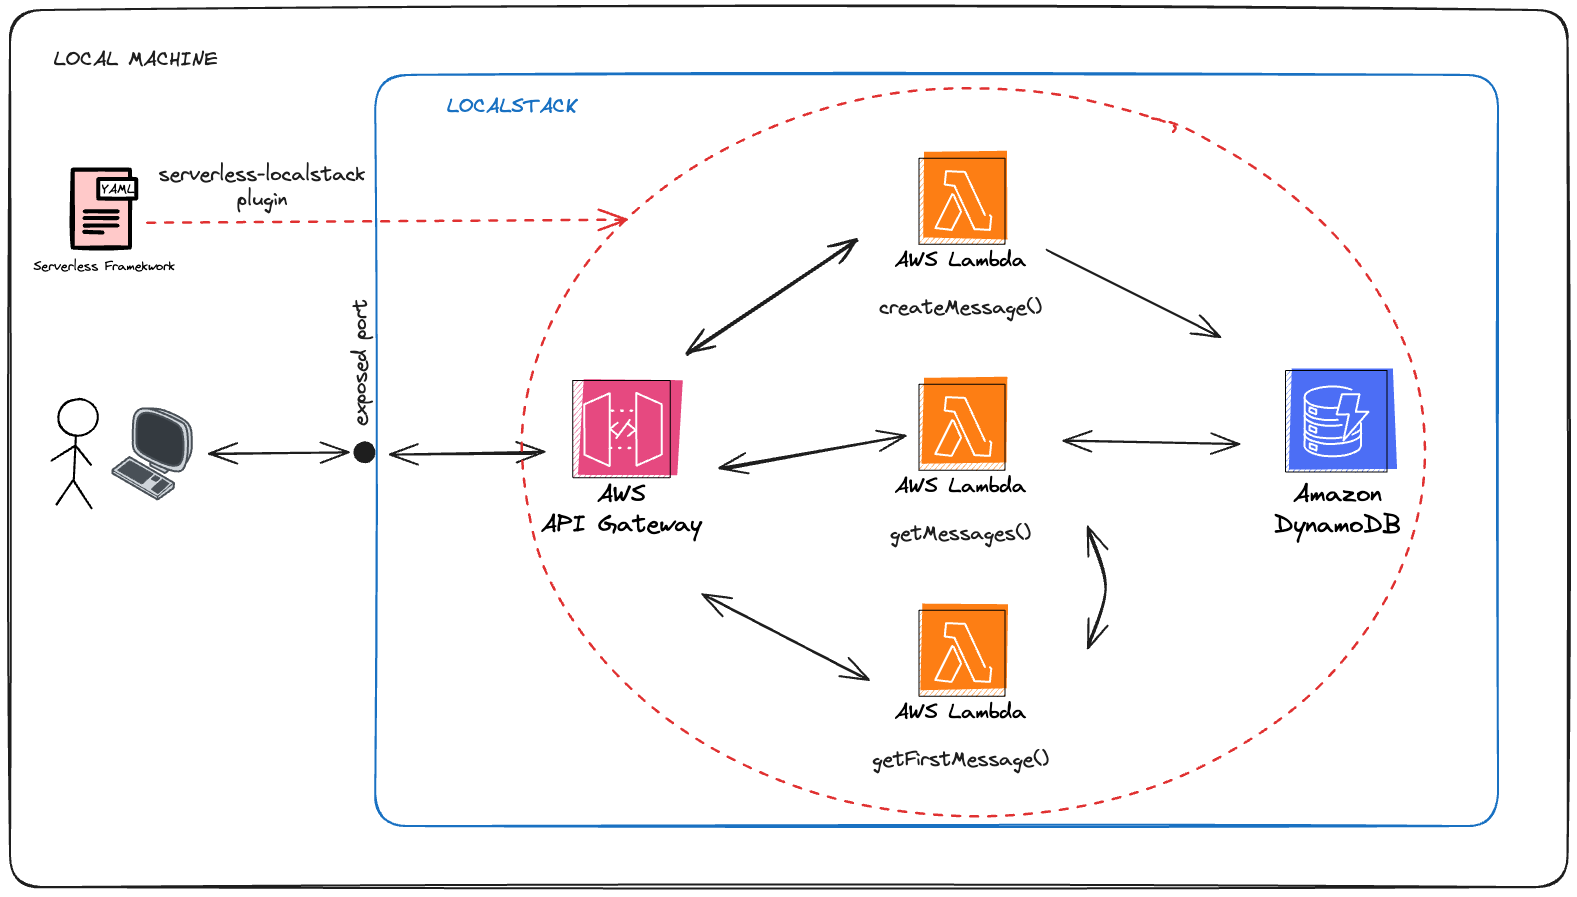 LOCAL MACHINE
LOCALSTACK
serverless-localstack
plugin
YAML
Serverless Framekwork
exposed port
AWS Lambda
createMessage()
AWS
API Gateway
AWS Lambda
getMessages()
Amazon
DynamoDB
AWS Lambda
getFirstMessage()